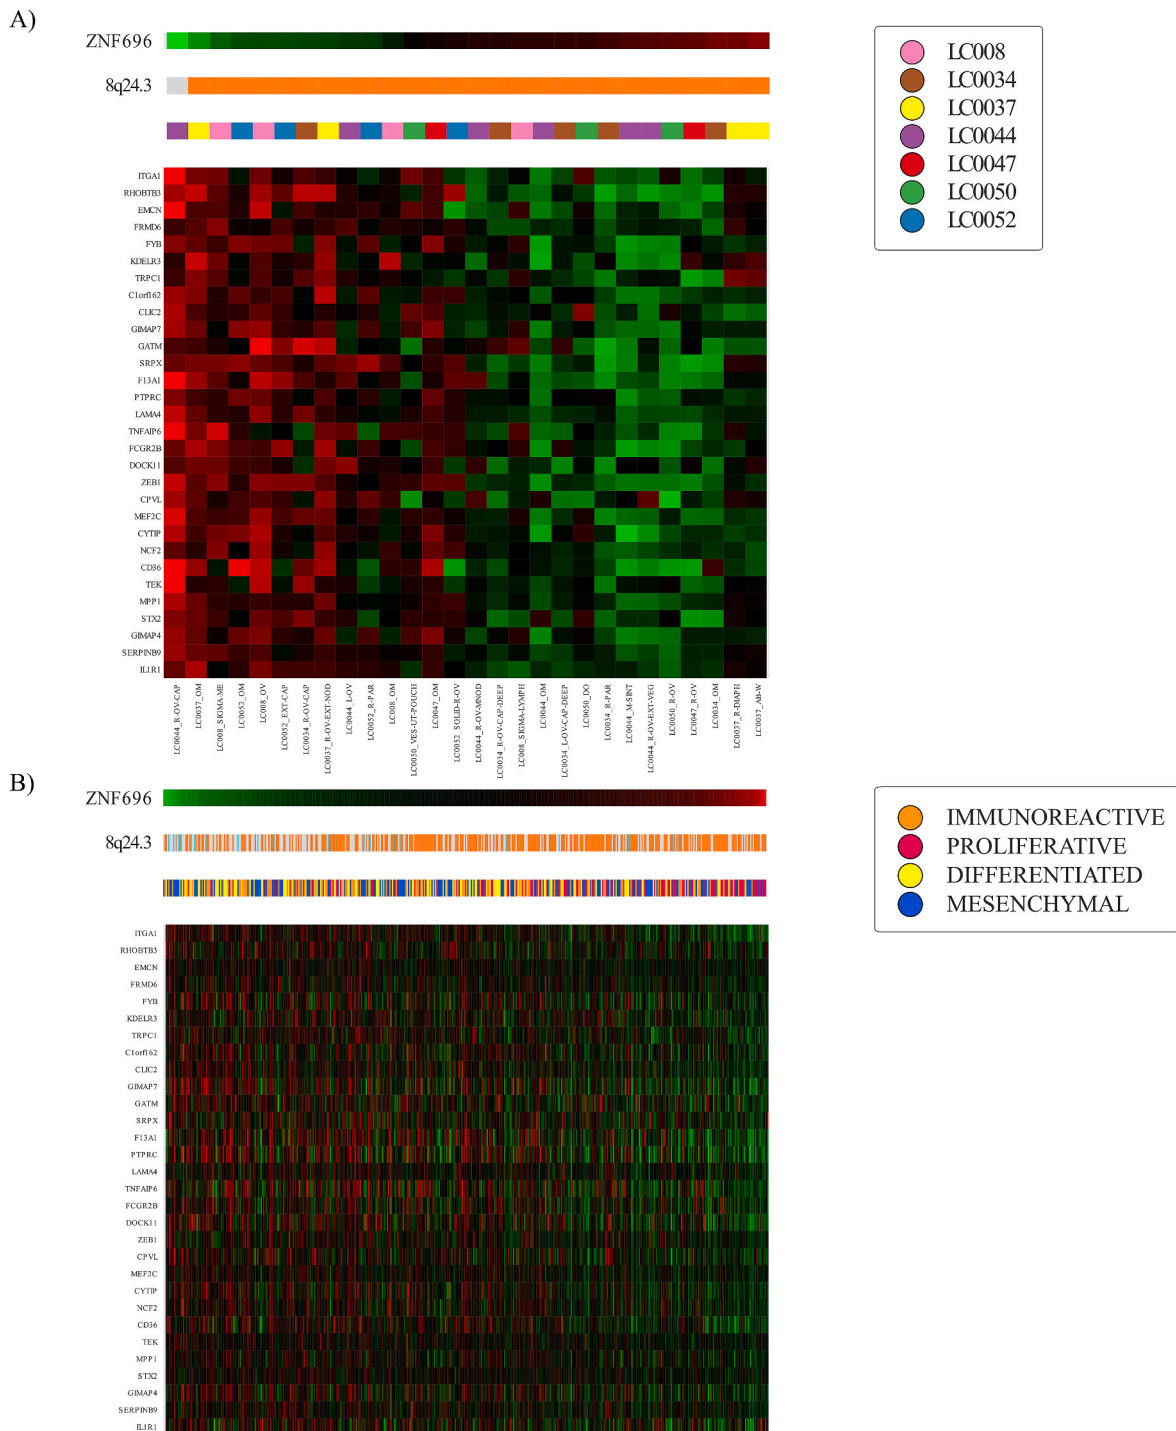 A)
ZNF696
8q24.3
LC008
LC0034
LC0037
LC0044
LC0047
LC0050
LC0052
ITGA1
RHOBTB3
EMCN
FRMD6
FYB
KDELR3
TRPC1
C1orf162
CLIC2
GIMAP7
GATM
SRPX
F13A1
PTPRC
LAMA4
TNFAIP6
FCGR2B
DOCK11
ZEB1
CPVL
MEF2C
CYTIP
NCF2
CD36
TEK
MPP1
STX2
GIMAP4
SERPINB9
IL1R1
LC0044_R-OV-CAP
LC0037_OM
LC008_SIGMA-ME
LC0052_OM
LC008_OV
LC0052_EXT-CAP
LC0034_R-OV-CAP
LC0037_R-OV-EXT-NOD
LC0044_L-OV
LC0052_R-PAR
LC008_OM
LC0050_VES-UT-POUCH
LC0047_OM
LC0052_SOLID-R-OV
LC0044_R-OV-MNOD
LC0034_R-OV-CAP-DEEP
LC008_SIGMA-LYMPH
LC0044_OM
LC0034_L-OV-CAP-DEEP
LC0050_DO
LC0034_R-PAR
LC0044_M-SINT
LC0044_R-OV-EXT-VEG
LC0050_R-OV
LC0047_R-OV
LC0034_OM
LC0037_R-DIAPH
LC0037_AB-W
B)
ZNF696
8q24.3
IMMUNOREACTIVE
PROLIFERATIVE
DIFFERENTIATED
MESENCHYMAL
ITGA1
RHOBTB3
EMCN
FRMD6
FYB
KDELR3
TRPC1
C1orf162
CLIC2
GIMAP7
GATM
SRPX
F13A1
PTPRC
LAMA4
TNFAIP6
FCGR2B
DOCK11
ZEB1
CPVL
MEF2C
CYTIP
NCF2
CD36
TEK
MPP1
STX2
GIMAP4
SERPINB9
IL1R1